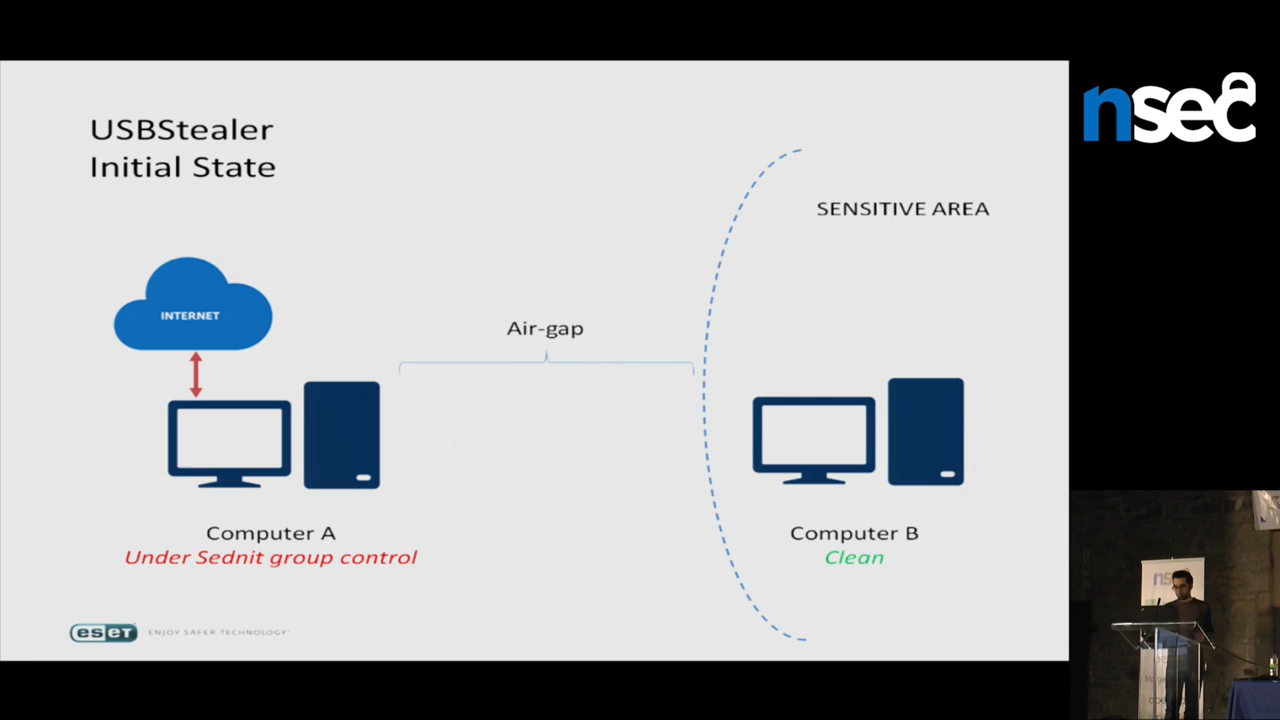 USBStealer
Initial State
SENSITIVE AREA
INTERNET
Air-gap
Computer A
Under Sednit group control
Computer B
Clean
eseT ENJOY SAFER TECHNOLOGY
nsec